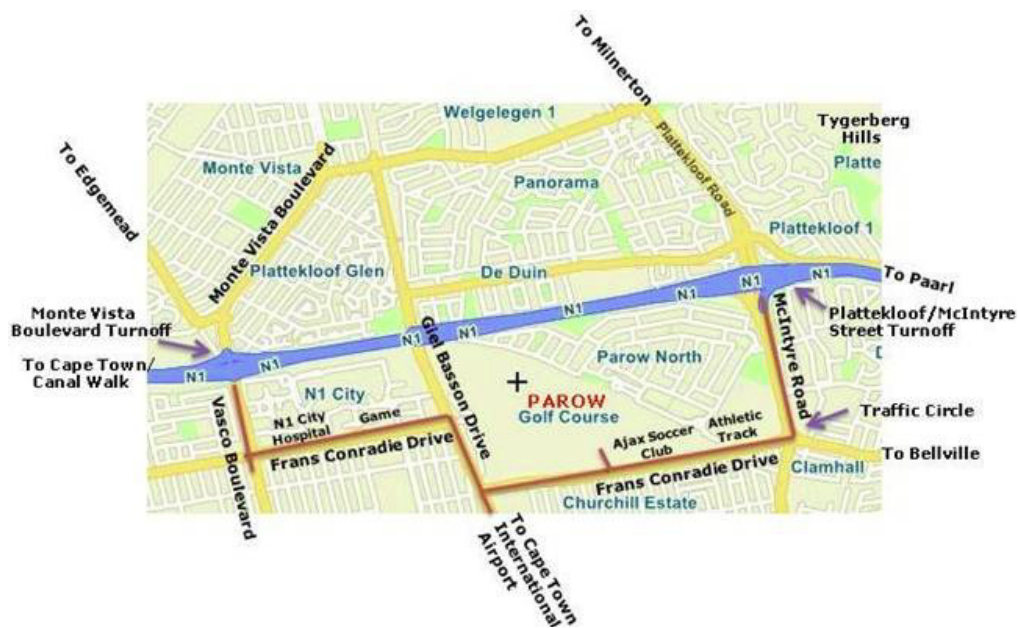 To Milnerton
Welgelegen 1
Tygerberg
Hills
Platte
To Edgemead
Monte Vista
Monte Vista Boulevard
Panorama
Plattekloof Road
Plattekloof 1
Plattekloof Glen
De Duin
N1
N1
To Paarl
Monte Vista
Boulevard Turnoff
N1
N1
N1
Plattekloof/McIntyre
Street Turnoff
To Cape Town/
Canal Walk
N1
N1
N1
Giel Basson Drive
McIntyre Road
Parow North
D
N1 City
PAROW
Golf Course
Vasco Boulevard
N1 City
Hospital
Game
Traffic Circle
Ajax Soccer
Club
Athletic
Track
Frans Conradie Drive
Frans Conradie Drive
To Bellville
Clamhall
Churchill Estate
To Cape Town
International
Airport